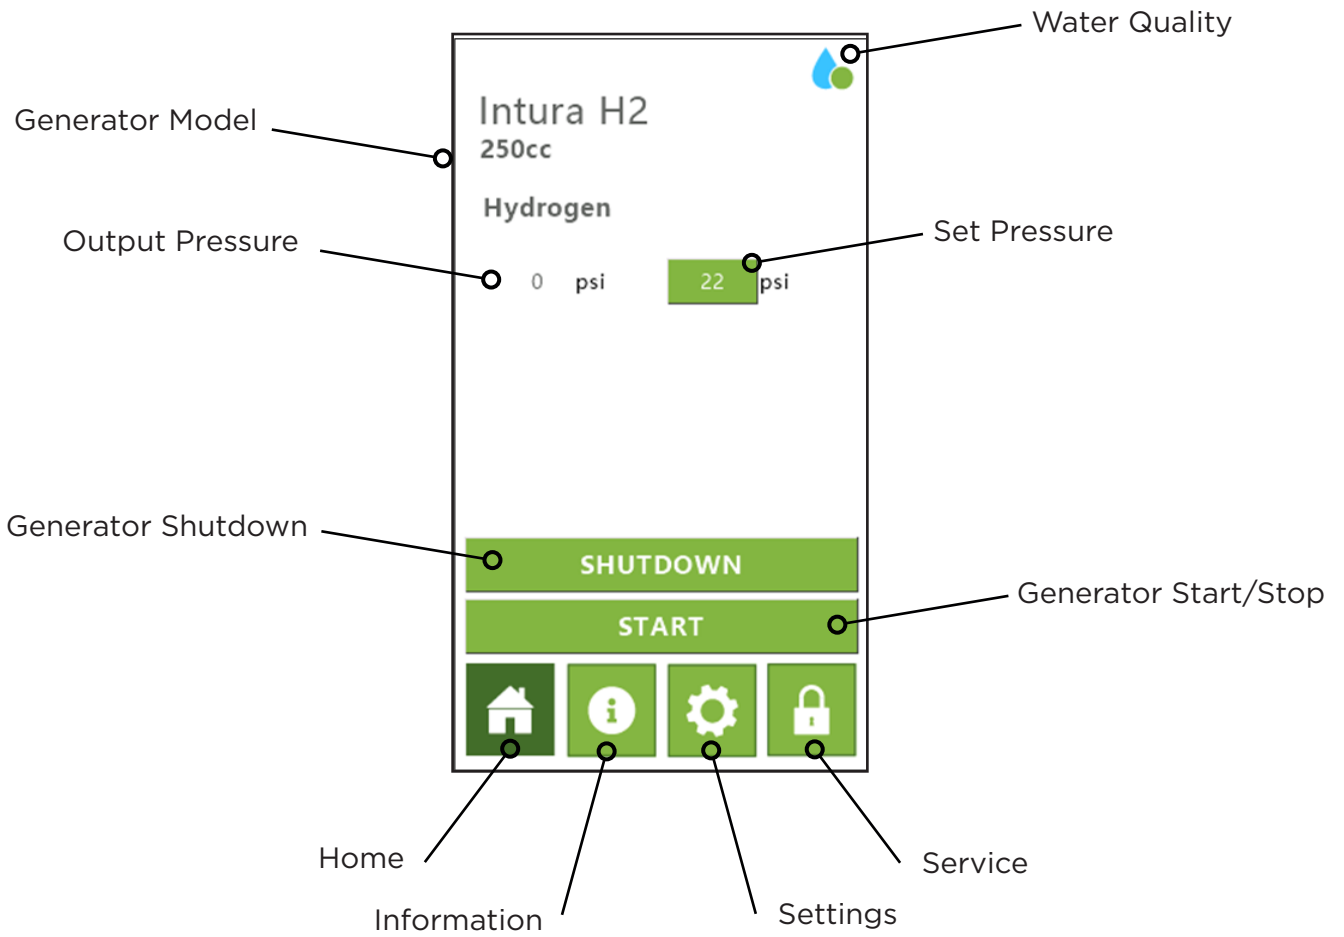 Water Quality
Generator Model
Intura H2
250cc
Hydrogen
Output Pressure
Set Pressure
0 psi
22 psi
Generator Shutdown
SHUTDOWN
Generator Start/Stop
START
Home
Service
Information
Settings